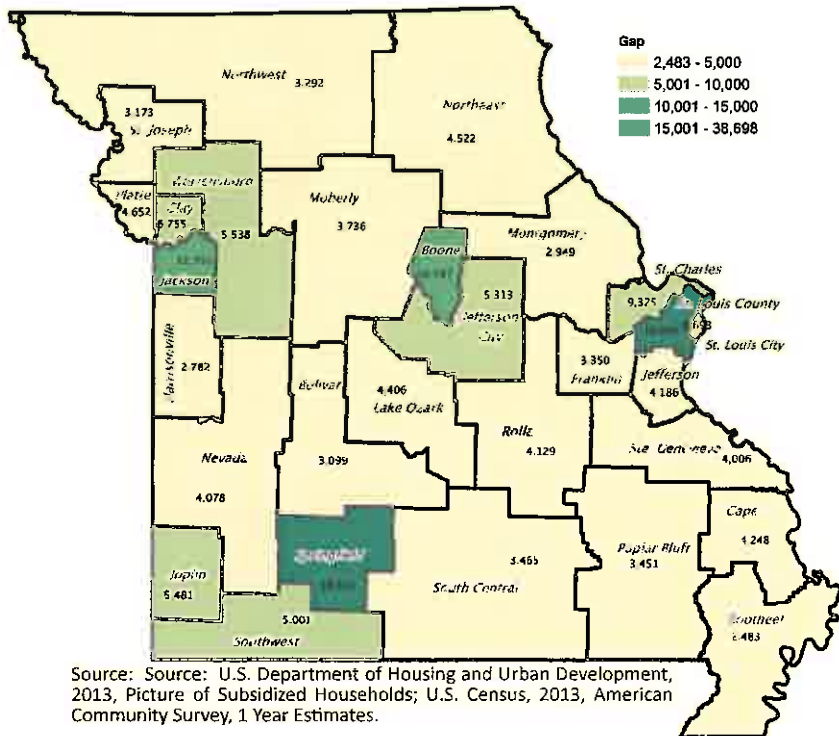 Gap
2,483 - 5,000
5,001 - 10,000
10,001 - 15,000
15,001 - 38,698
Northwest 3.292
Northeast
4.522
3.173
St. Joseph
Platte
4.652
Clay
6.755
5.538
Moberly
3.736
Boone
Montgomery
2.949
St. Charles
9,325
Louis County
St. Louis City
Jackson
5.313
Jefferson
City
3.350
Franklin
Jefferson
4.186
Harrisonville
2.782
Bolivar
3.099
4,406
Lake Ozark
Rolla
4.129
Ste. Geneveve
4,006
Nevada
4.078
Cape
Joplin
South Central
3.465
Poplar Bluff
3.451
5.001
Southwest
Source: Source: U.S. Department of Housing and Urban Development,
2013, Picture of Subsidized Households; U.S. Census, 2013, American
Community Survey, 1 Year Estimates.